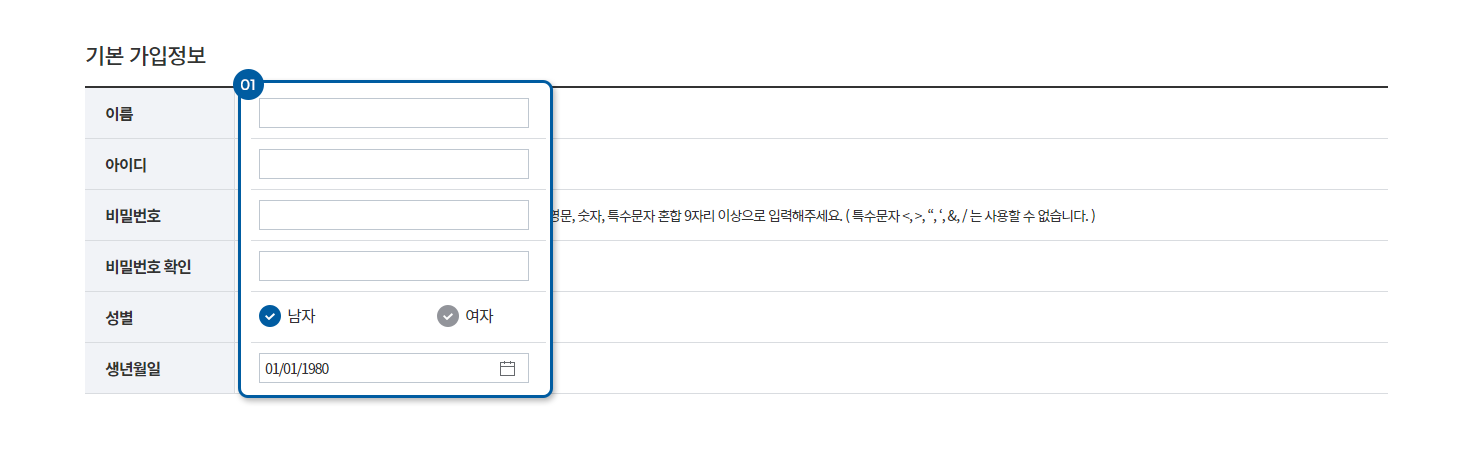 기본 가입정보
01
이름
아이디
비밀번호
문, 숫자, 특수문자 혼합 9자리 이상으로 입력해주세요. ( 특수문자 <, >, “, ‘, &, / 는 사용할 수 없습니다. )
비밀번호 확인
성별 남자 여자
생년월일 01/01/1980